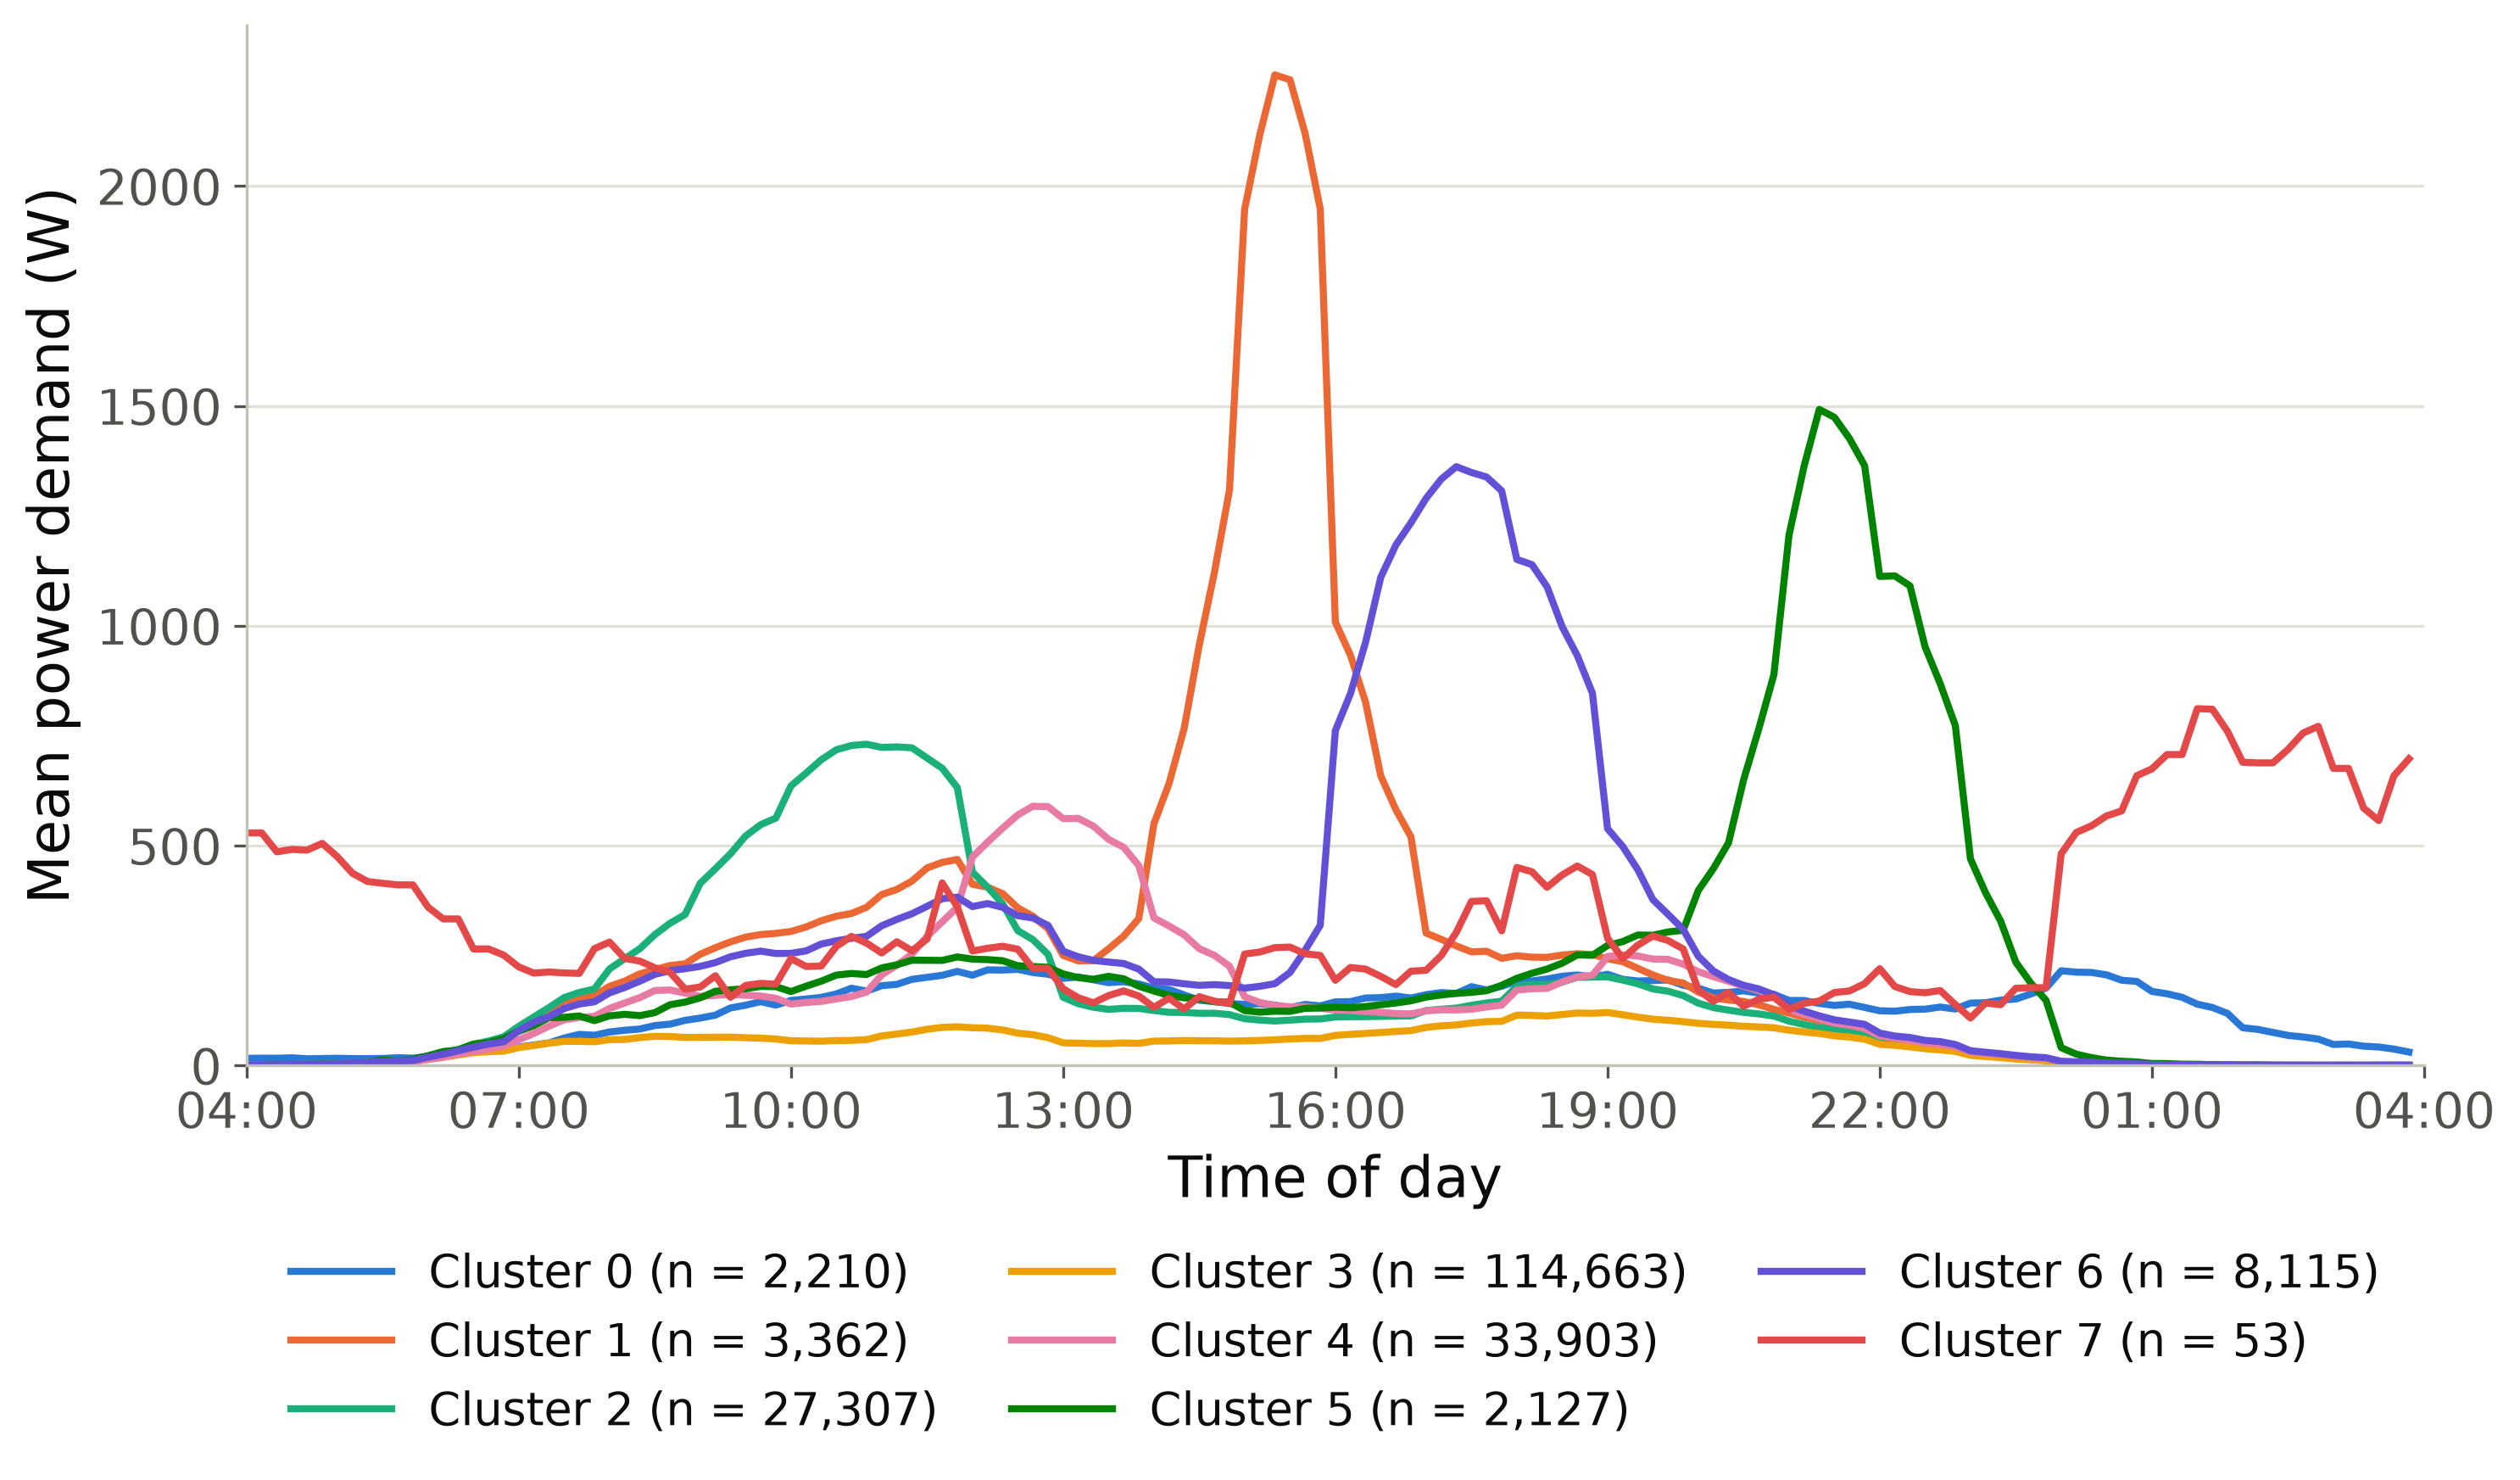 Mean power demand (W)
2000
1500
1000
500
0
04:00 07:00 10:00 13:00 16:00 19:00 22:00 01:00 04:00
Time of day
Cluster 0 (n = 2,210)
Cluster 1 (n = 3,362)
Cluster 2 (n = 27,307)
Cluster 3 (n = 114,663)
Cluster 4 (n = 33,903)
Cluster 5 (n = 2,127)
Cluster 6 (n = 8,115)
Cluster 7 (n = 53)